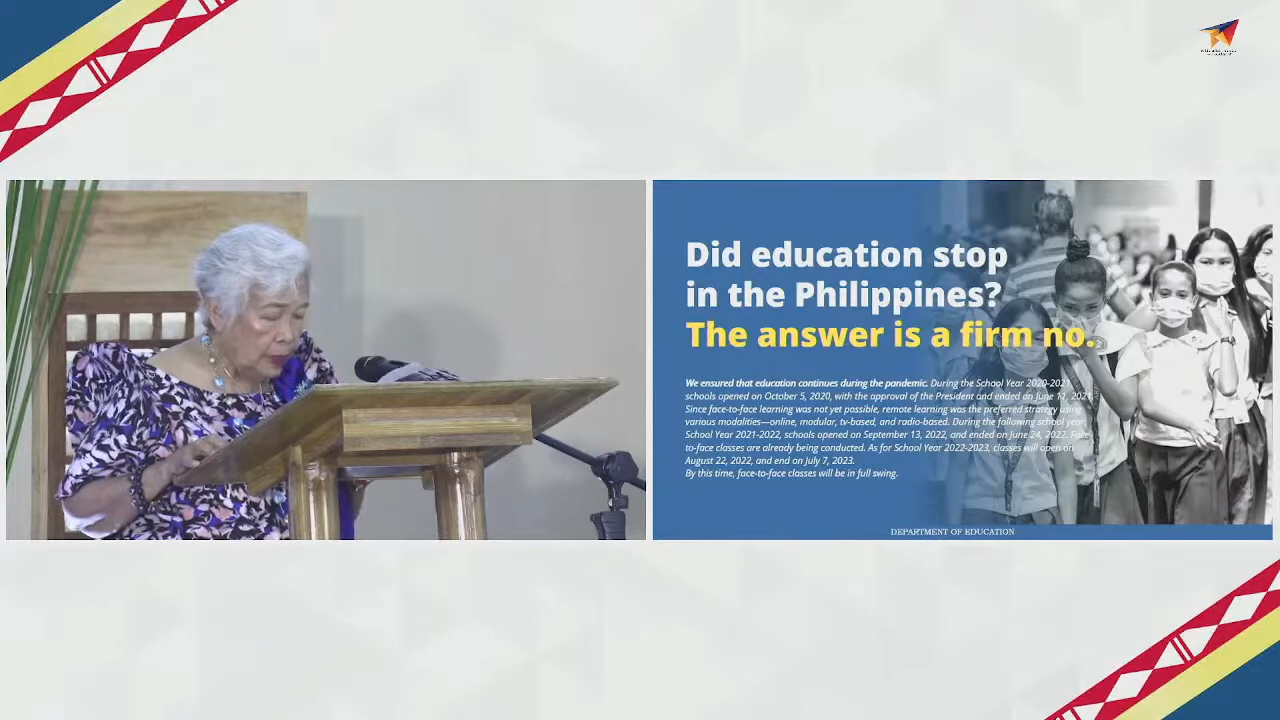 Did education stop
in the Philippines?
The answer is a firm no.
We ensured that education continues during the pandemic. During the School Year 2020-2021,
schools opened on October 5, 2020, with the approval of the President and ended on June 11, 2021.
Since face-to-face learning was not yet possible, remote learning was the preferred strategy using
various modalities—online, modular, tv-based, and radio-based. During the following school year,
School Year 2021-2022, schools opened on September 13, 2022, and ended on June 24, 2022. Face-
to-face classes are already being conducted. As for School Year 2022-2023, classes will open on
August 22, 2022, and end on July 7, 2023.
By this time, face-to-face classes will be in full swing.
DEPARTMENT OF EDUCATION